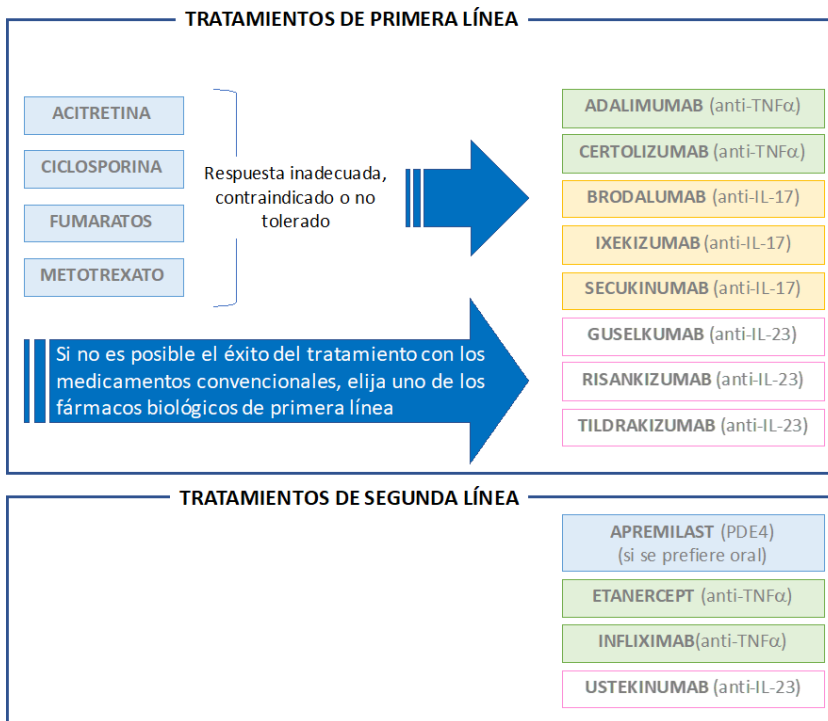 TRATAMIENTOS DE PRIMERA LÍNEA
ACITRETINA
CICLOSPORINA
FUMARATOS
METOTREXATO
Respuesta inadecuada,
contraindicado o no
tolerado
Si no es posible el éxito del tratamiento con los
medicamentos convencionales, elija uno de los
fármacos biológicos de primera línea
ADALIMUMAB (anti-TNFα)
CERTOLIZUMAB (anti-TNFα)
BRODALUMAB (anti-IL-17)
IXEKIZUMAB (anti-IL-17)
SECUKINUMAB (anti-IL-17)
GUSELKUMAB (anti-IL-23)
RISANKIZUMAB (anti-IL-23)
TILDRAKIZUMAB (anti-IL-23)
TRATAMIENTOS DE SEGUNDA LÍNEA
APREMILAST (PDE4)
(si se prefiere oral)
ETANERCEPT (anti-TNFα)
INFLIXIMAB(anti-TNFα)
USTEKINUMAB (anti-IL-23)